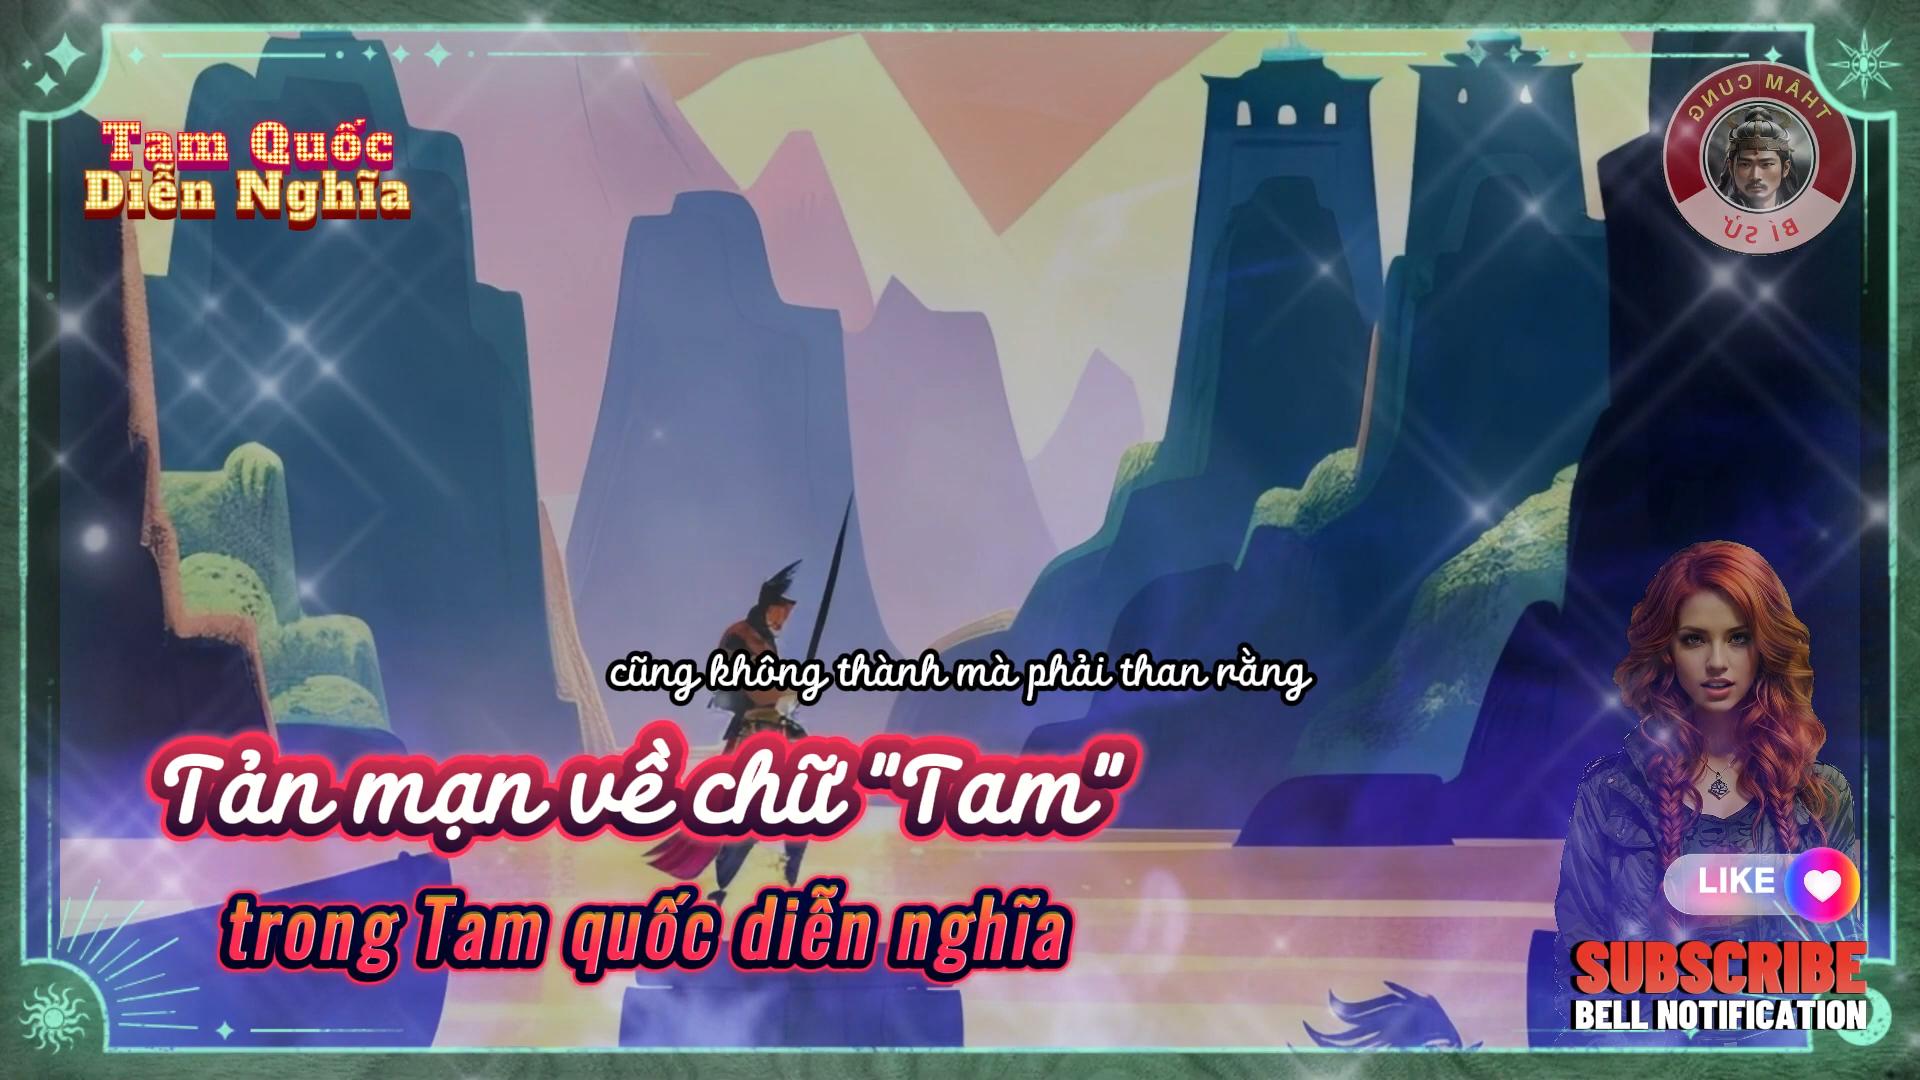 Tam Quốc
Diễn Nghĩa
THÂM CUNG
BÍ SỬ
cũng không thành mà phải than rằng
Tản mạn về chữ "Tam"
trong Tam quốc diễn nghĩa
LIKE
SUBSCRIBE
BELL NOTIFICATION